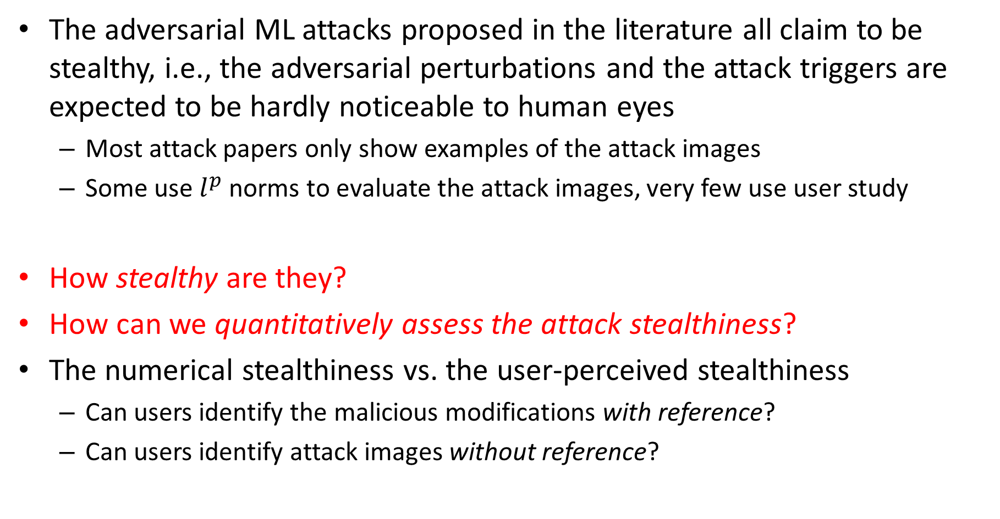 • The adversarial ML attacks proposed in the literature all claim to be
stealthy, i.e., the adversarial perturbations and the attack triggers are
expected to be hardly noticeable to human eyes
– Most attack papers only show examples of the attack images
– Some use lᵖ norms to evaluate the attack images, very few use user study
• How stealthy are they?
• How can we quantitatively assess the attack stealthiness?
• The numerical stealthiness vs. the user-perceived stealthiness
– Can users identify the malicious modifications with reference?
– Can users identify attack images without reference?